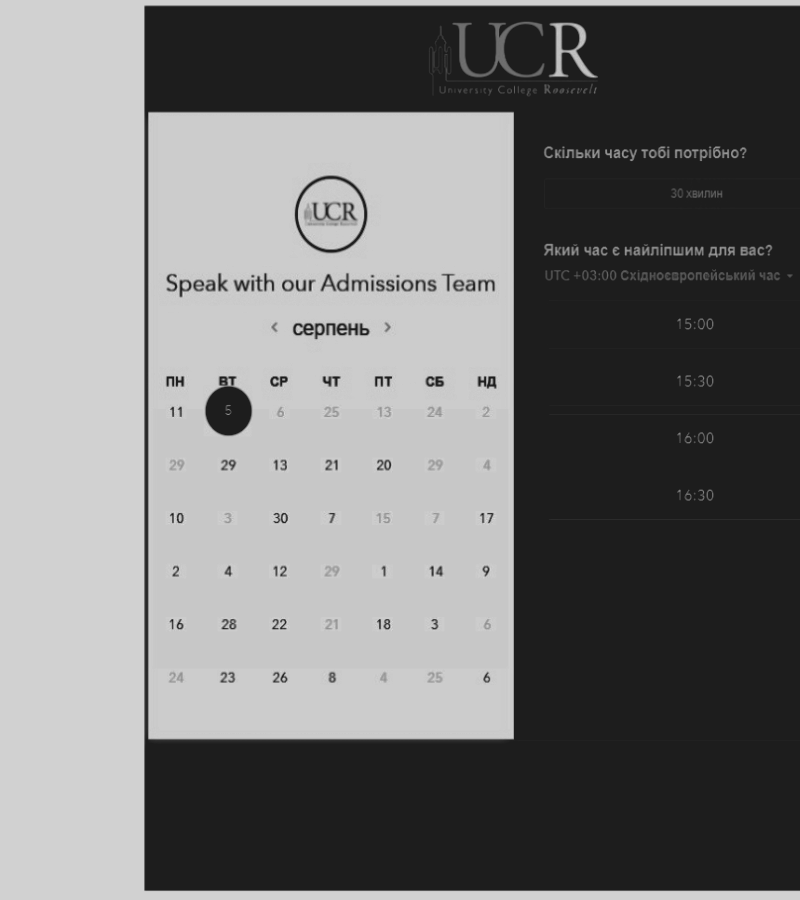 UCR
University College Roosevelt
UCR
Speak with our Admissions Team
серпень
ПН ВТ СР ЧТ ПТ СБ НД
11 5 6 25 13 24 2
29 29 13 21 20 29 4
10 3 30 7 15 7 17
2 4 12 29 1 14 9
16 28 22 21 18 3 6
24 23 26 8 4 25 6
Скільки часу тобі потрібно?
30 хвилин
Який час є найліпшим для вас?
UTC +03:00 Східноєвропейський час
15:00
15:30
16:00
16:30